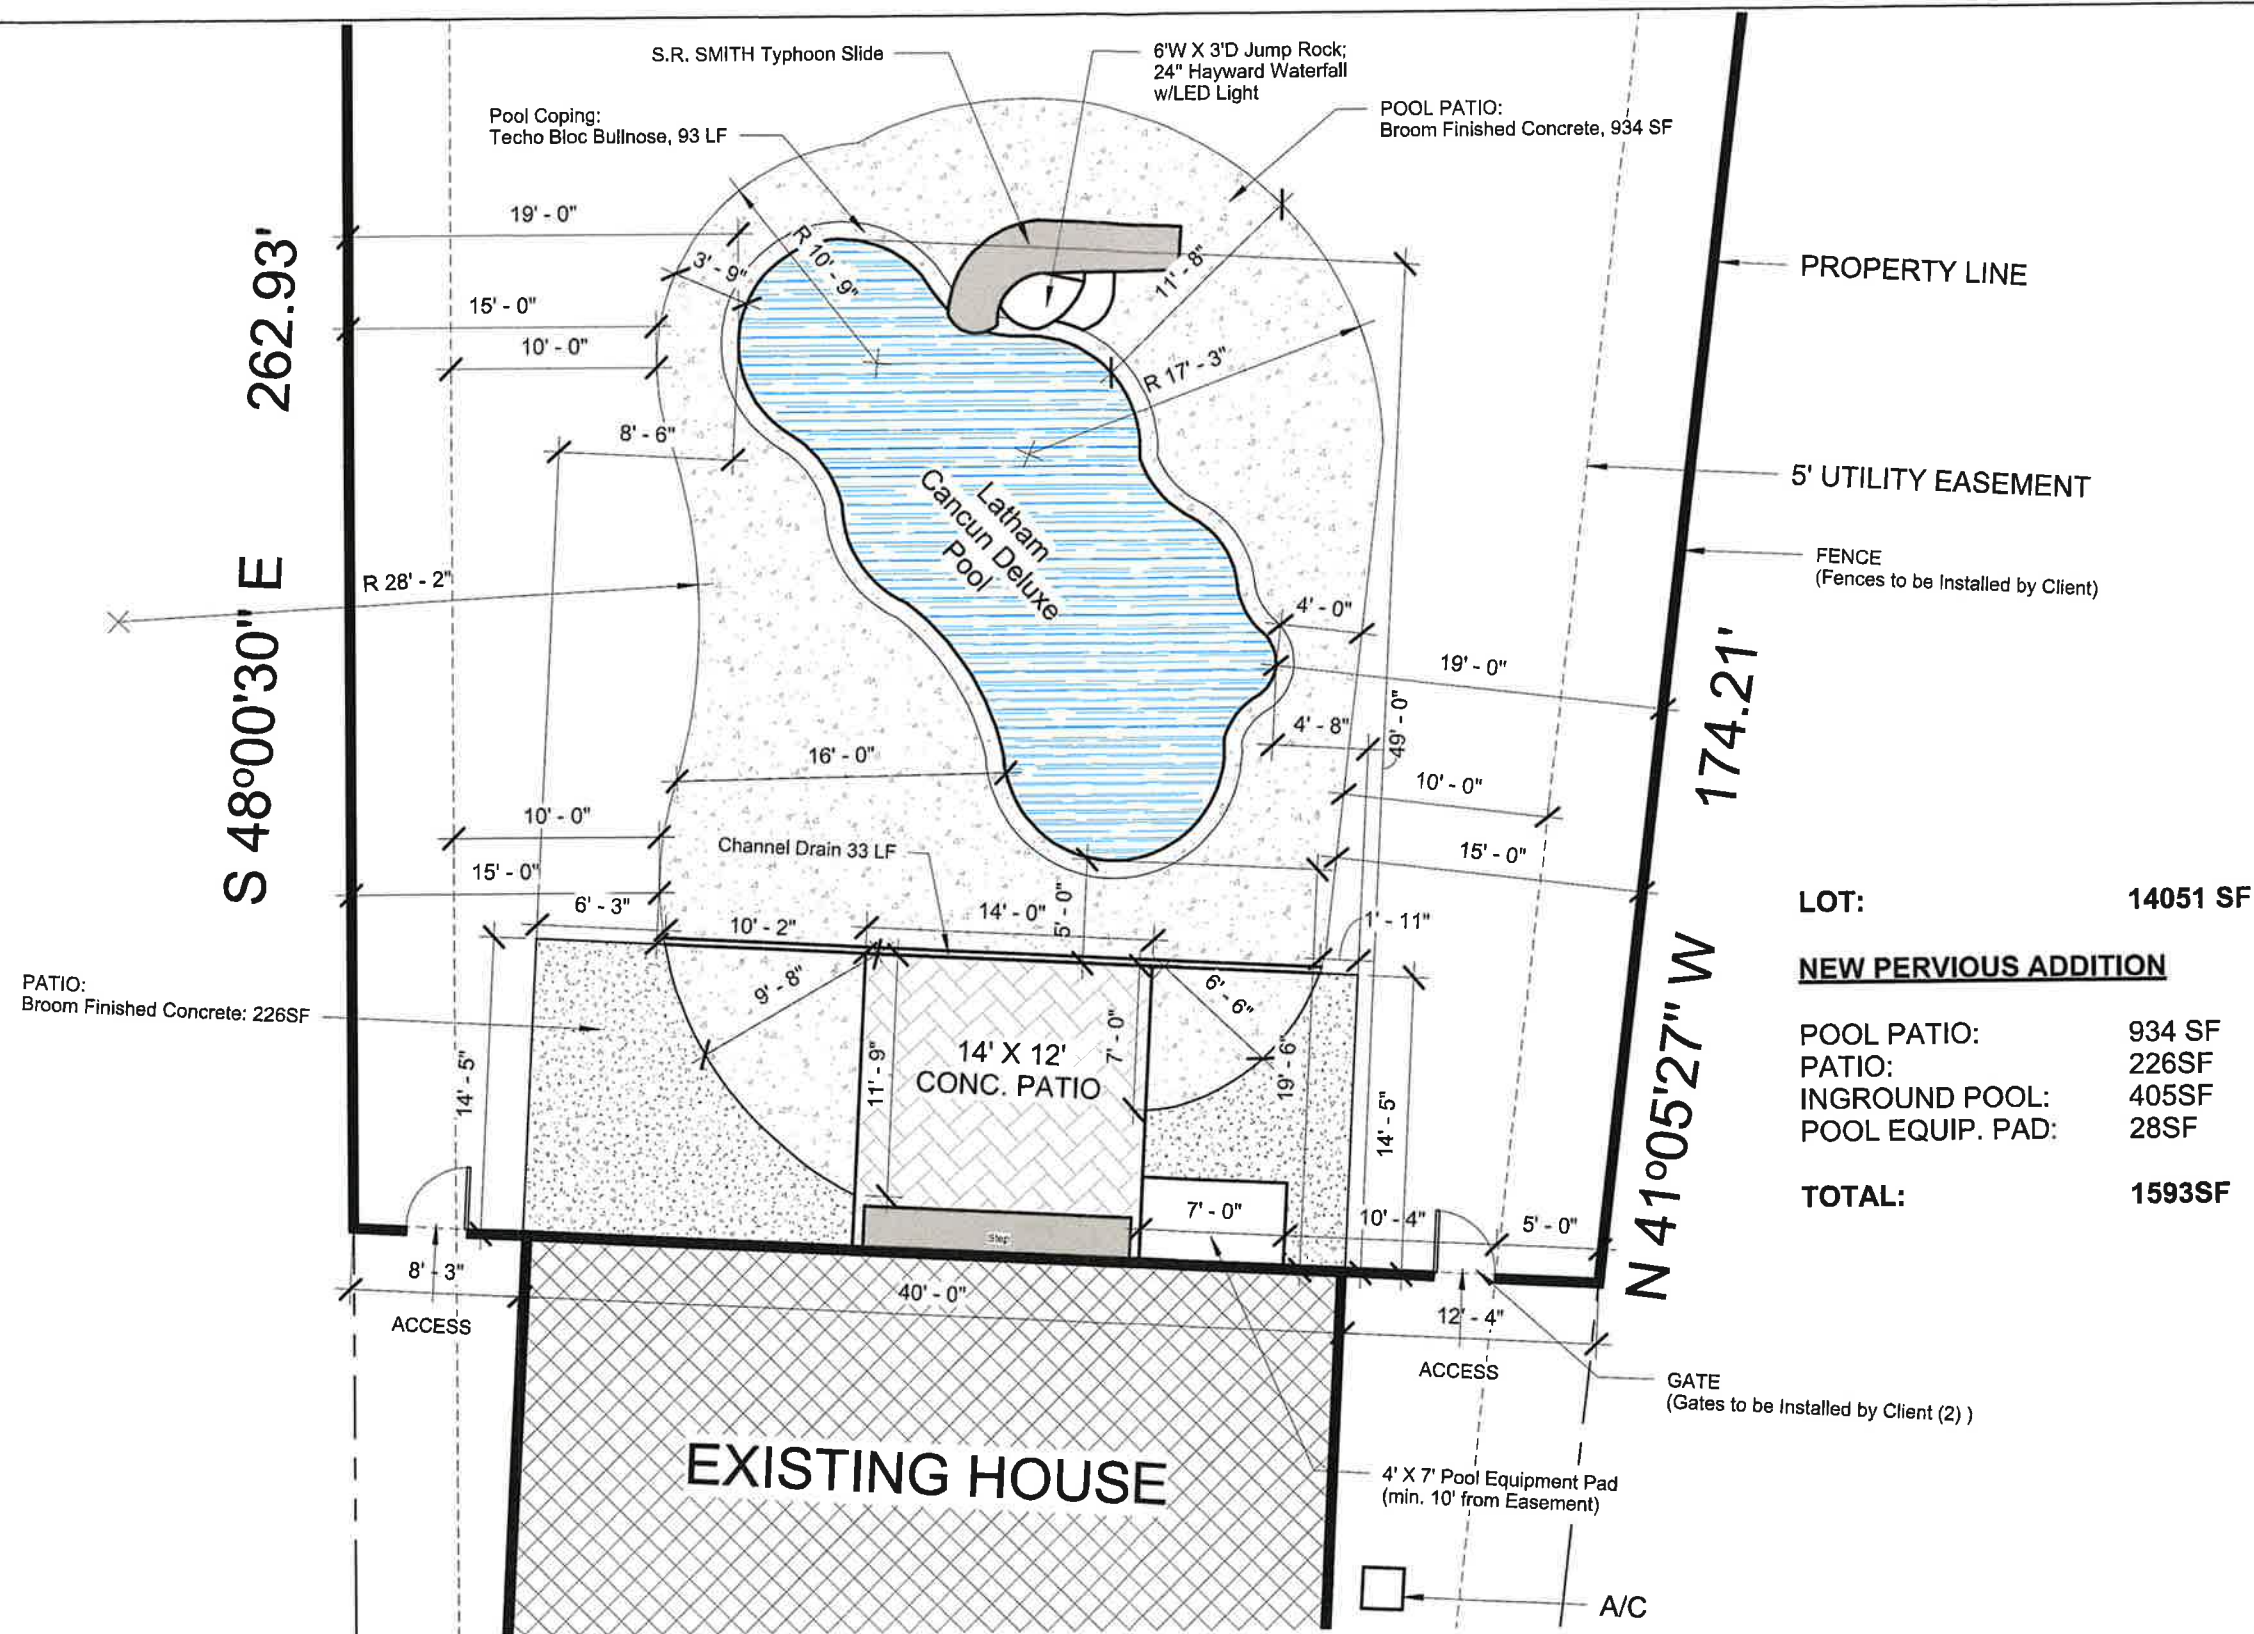 S.R. SMITH Typhoon Slide
6'W X 3'D Jump Rock;
24" Hayward Waterfall
w/LED Light
Pool Coping:
Techo Bloc Bullnose, 93 LF
POOL PATIO:
Broom Finished Concrete, 934 SF
19' - 0"
3' - 9"
R 10' - 9"
11' - 8"
15' - 0"
10' - 0"
R 17' - 3"
8' - 6"
PROPERTY LINE
262.93'
S 48°00'30" E
Latham
Cancun Deluxe
Pool
5' UTILITY EASEMENT
FENCE
(Fences to be Installed by Client)
R 28' - 2"
4' - 0"
19' - 0"
174.21'
N 41°05'27" W
4' - 8"
49' - 0"
16' - 0"
10' - 0"
10' - 0"
Channel Drain 33 LF
15' - 0"
15' - 0"
6' - 3"
10' - 2"
14' - 0"
5' - 0"
1' - 11"
LOT: 14051 SF
NEW PERVIOUS ADDITION
POOL PATIO: 934 SF
PATIO: 226SF
INGROUND POOL: 405SF
POOL EQUIP. PAD: 28SF
TOTAL: 1593SF
PATIO:
Broom Finished Concrete: 226SF
9' - 8"
6' - 6"
14' - 5"
11' - 9"
14' X 12'
CONC. PATIO
7' - 0"
19' - 6"
14' - 5"
Step
7' - 0"
10' - 4"
5' - 0"
8' - 3"
40' - 0"
12' - 4"
ACCESS
ACCESS
GATE
(Gates to be Installed by Client (2) )
EXISTING HOUSE
4' X 7' Pool Equipment Pad
(min. 10' from Easement)
A/C